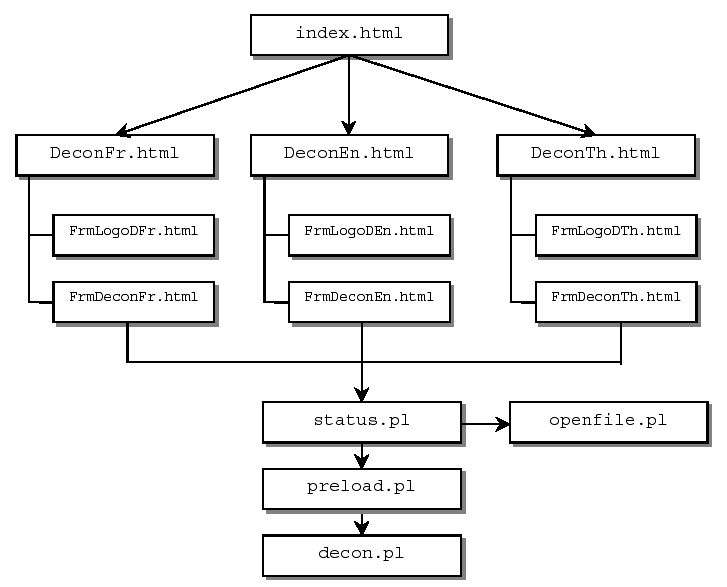 index.html
DeconFr.html
DeconEn.html
DeconTh.html
FrmLogoDFr.html
FrmLogoDEn.html
FrmLogoDTh.html
FrmDeconFr.html
FrmDeconEn.html
FrmDeconTh.html
status.pl
openfile.pl
preload.pl
decon.pl